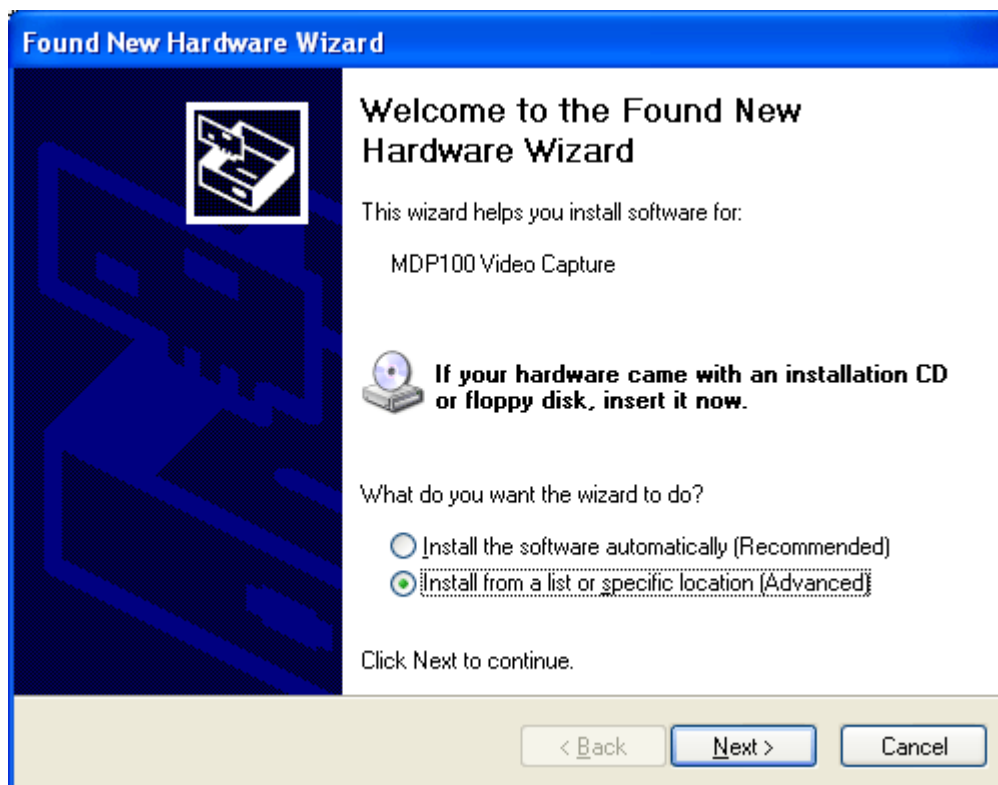 Found New Hardware Wizard
Welcome to the Found New
Hardware Wizard
This wizard helps you install software for:
MDP100 Video Capture
If your hardware came with an installation CD
or floppy disk, insert it now.
What do you want the wizard to do?
Install the software automatically (Recommended)
Install from a list or specific location (Advanced)
Click Next to continue.
< Back Next > Cancel